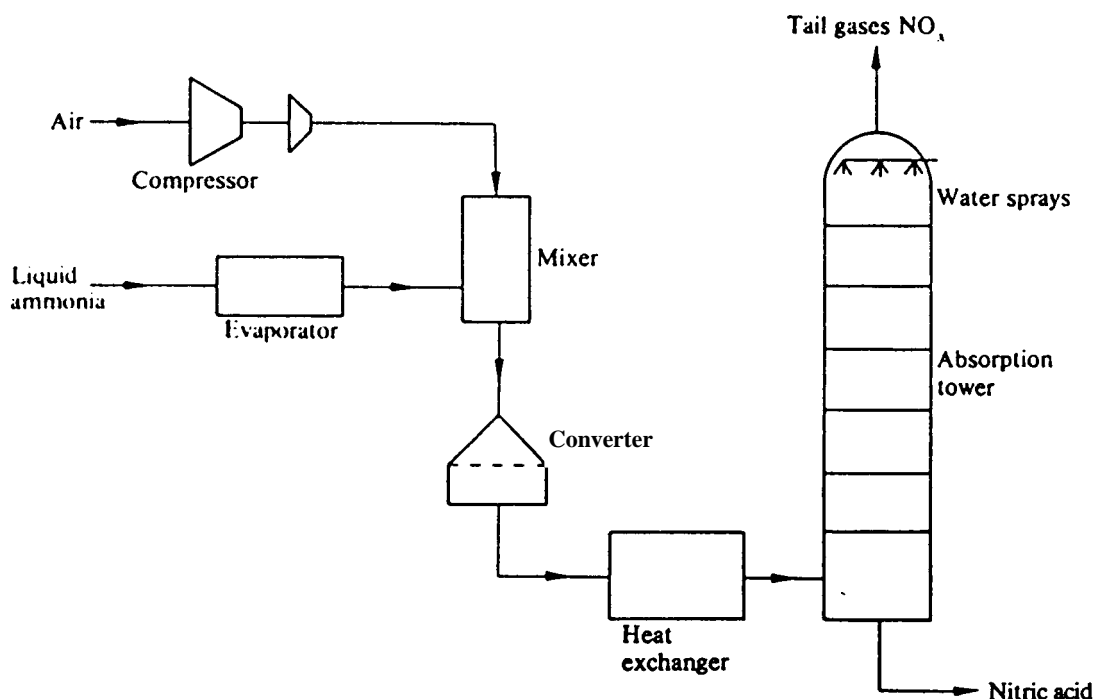 Tail gases NOx
Air
Compressor
Water sprays
Mixer
Liquid
ammonia
Evaporator
Absorption
tower
Converter
Heat
exchanger
Nitric acid